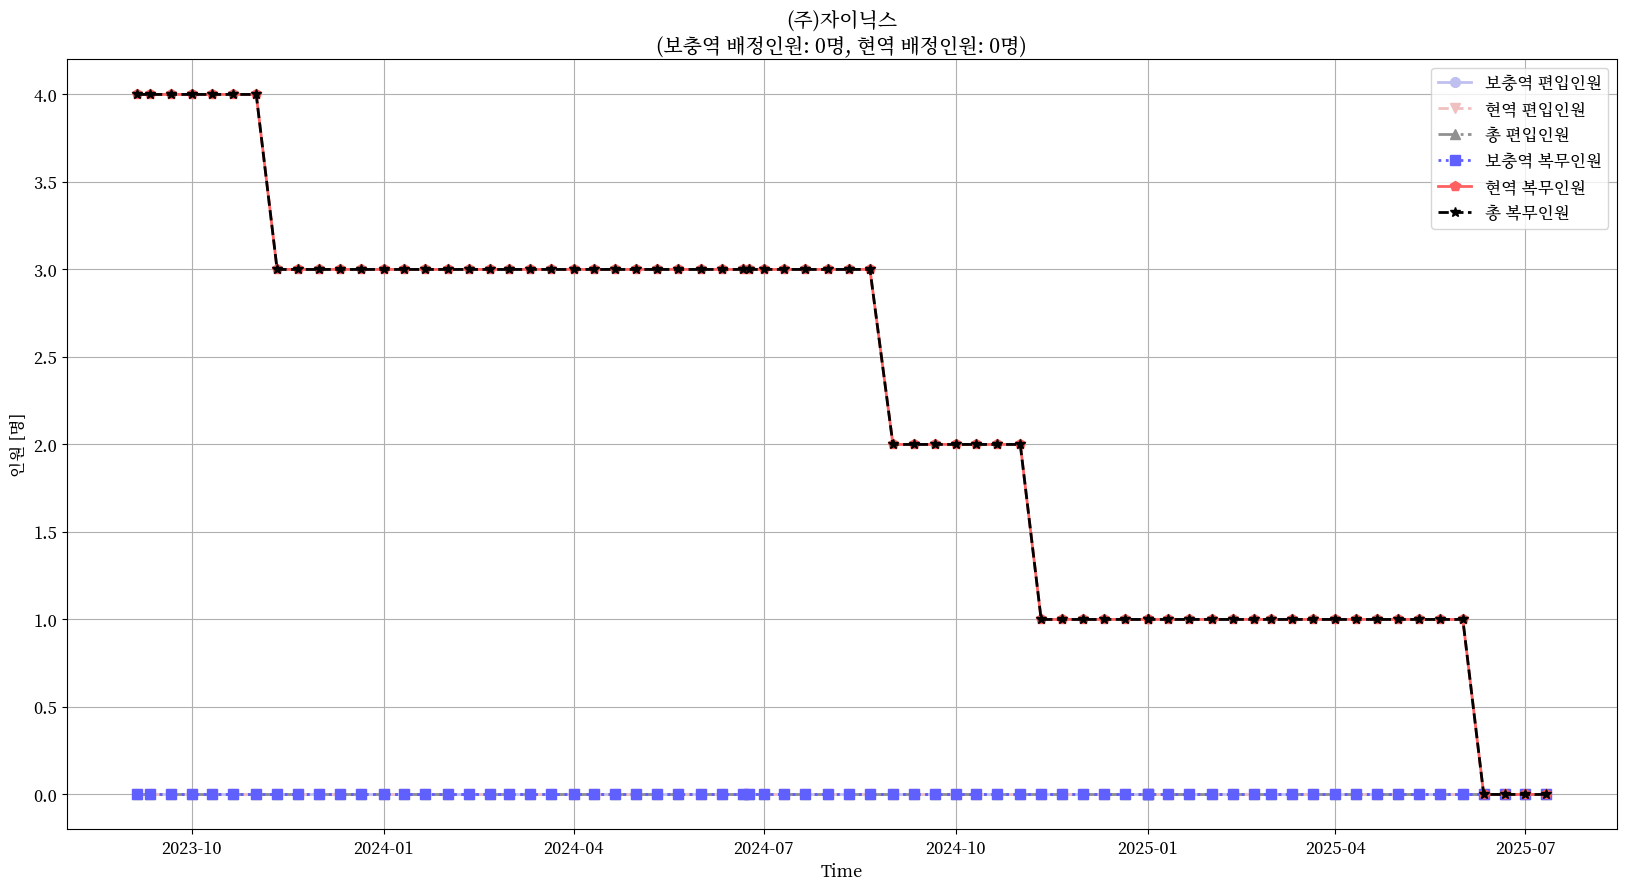 (주)자이닉스
(보충역 배정인원: 0명, 현역 배정인원: 0명)
보충역 편입인원
현역 편입인원
총 편입인원
보충역 복무인원
현역 복무인원
총 복무인원
4.0
3.5
3.0
2.5
2.0
1.5
1.0
0.5
0.0
인원 [명]
2023-10
2024-01
2024-04
2024-07
2024-10
2025-01
2025-04
2025-07
Time